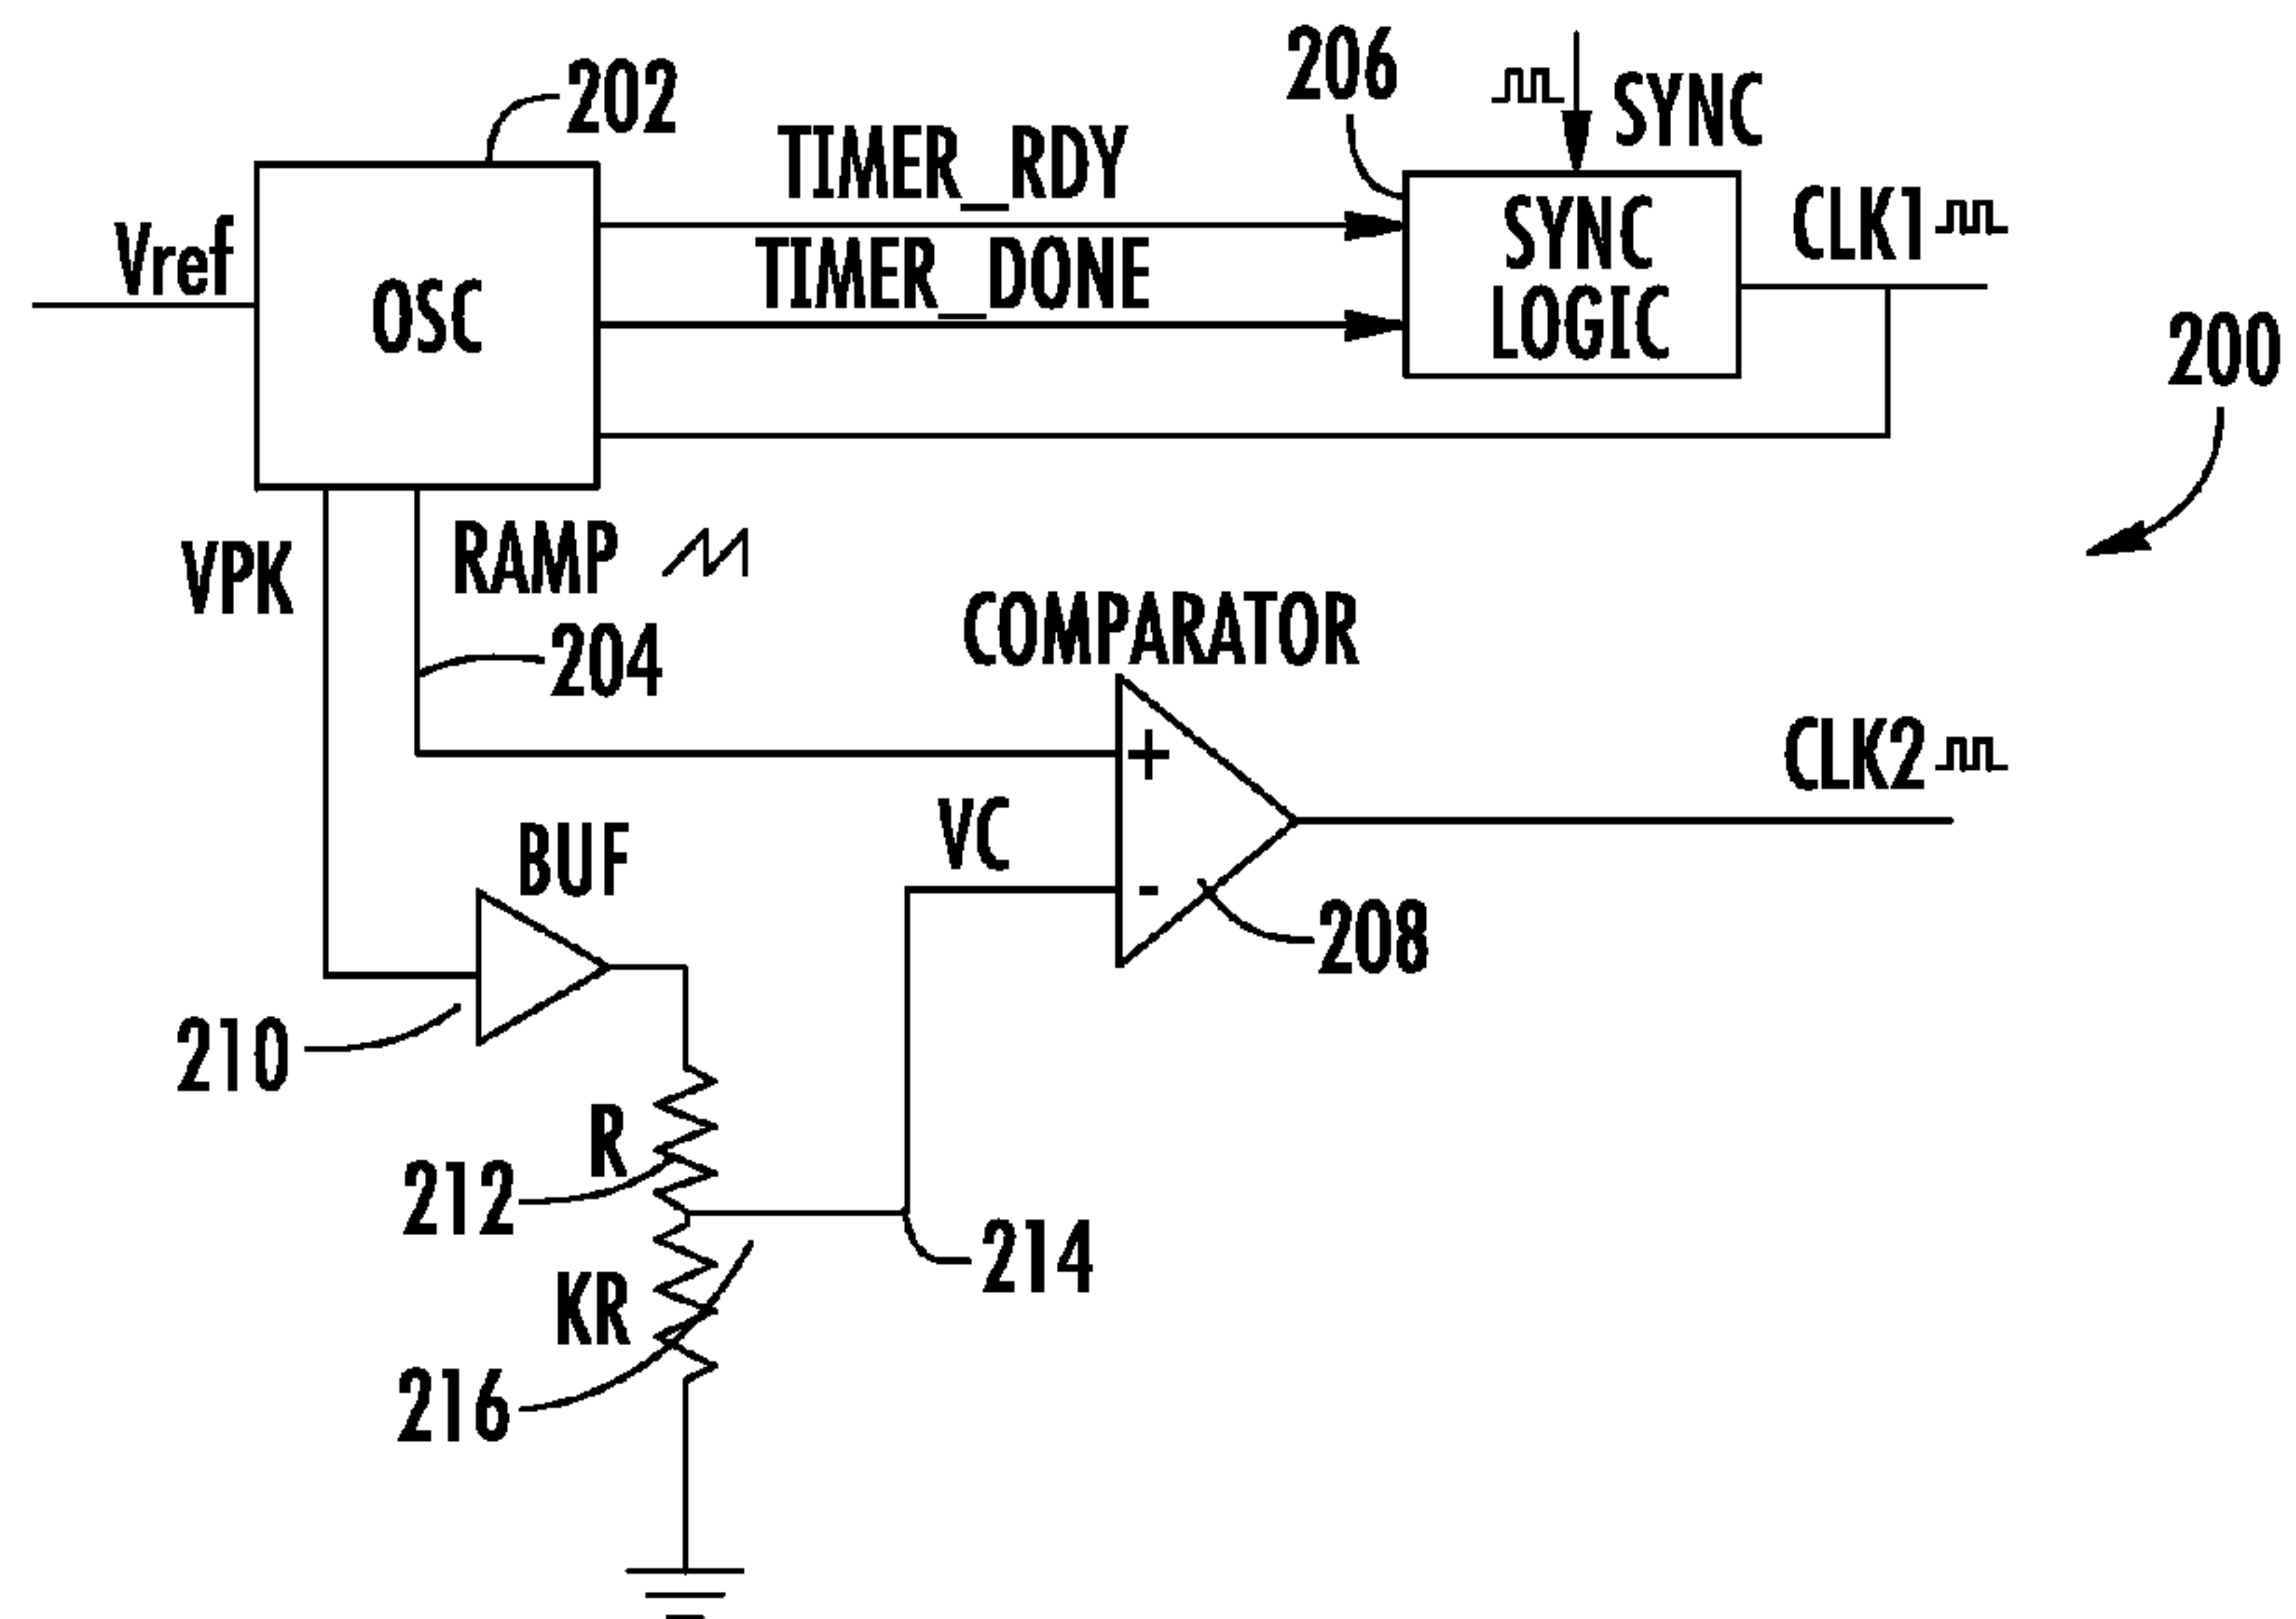 202
206
SYNC
TIMER_RDY
Vref
OSC
TIMER_DONE
SYNC
LOGIC
CLK1
200
VPK
RAMP
204
COMPARATOR
+
CLK2
VC
BUF
-
208
210
R
212
214
KR
216